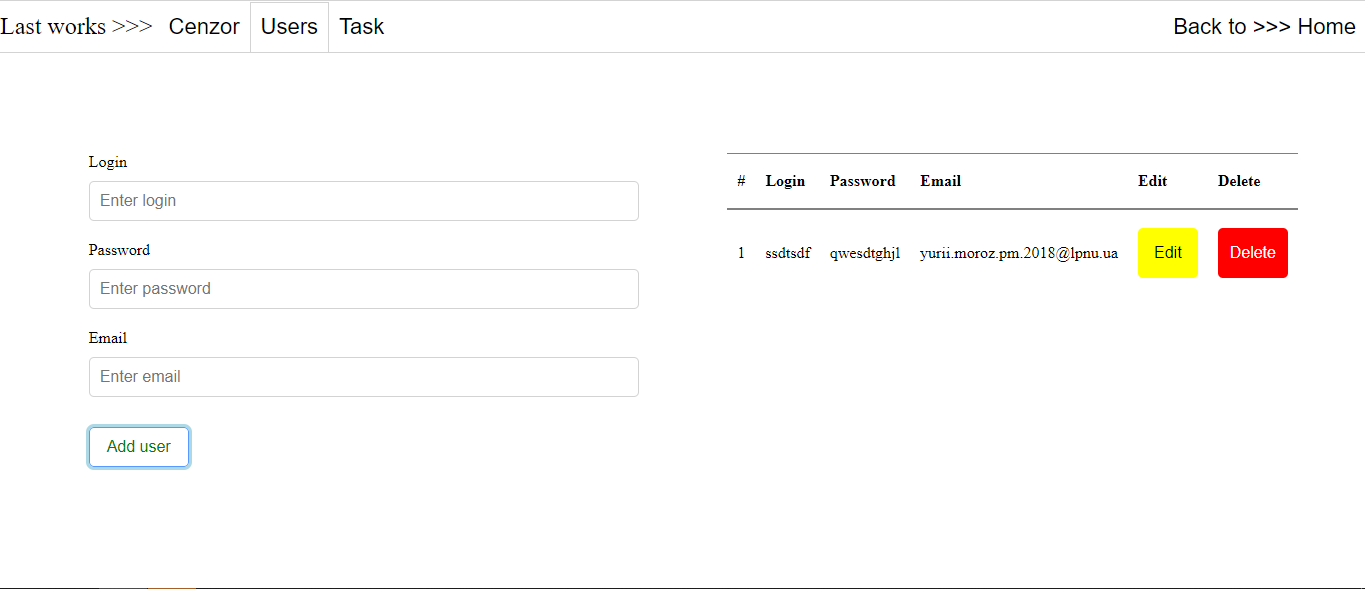 Last works >>> Cenzor Users Task Back to >>> Home
Login
Enter login
Password
Enter password
Email
Enter email
Add user
# Login Password Email Edit Delete
1 ssdtsdf qwesdtghjl yurii.moroz.pm.2018@lpnu.ua Edit Delete